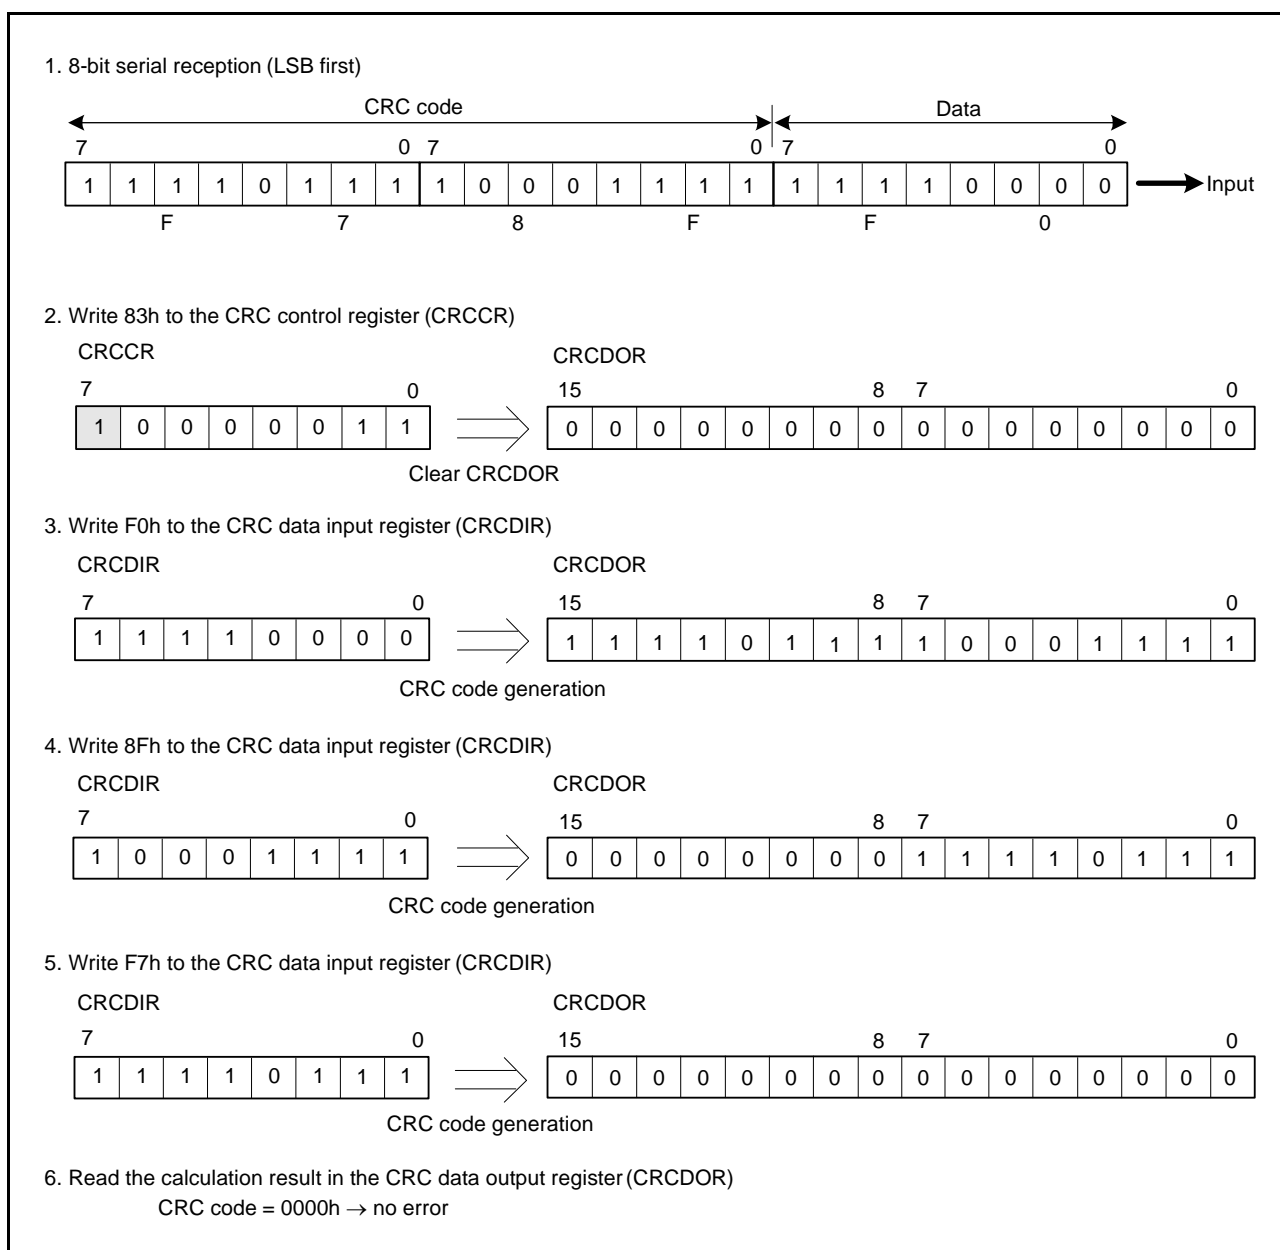 1. 8-bit serial reception (LSB first)
CRC code Data
7 0 7 0 7 0
1 1 1 1 0 1 1 1 1 0 0 0 1 1 1 1 1 1 1 1 0 0 0 0 Input
F 7 8 F F 0
2. Write 83h to the CRC control register (CRCCR)
CRCCR CRCDOR
7 0 15 8 7 0
1 0 0 0 0 0 1 1 0 0 0 0 0 0 0 0 0 0 0 0 0 0 0 0
Clear CRCDOR
3. Write F0h to the CRC data input register (CRCDIR)
CRCDIR CRCDOR
7 0 15 8 7 0
1 1 1 1 0 0 0 0 1 1 1 1 0 1 1 1 1 0 0 0 1 1 1 1
CRC code generation
4. Write 8Fh to the CRC data input register (CRCDIR)
CRCDIR CRCDOR
7 0 15 8 7 0
1 0 0 0 1 1 1 1 0 0 0 0 0 0 0 0 1 1 1 1 0 1 1 1
CRC code generation
5. Write F7h to the CRC data input register (CRCDIR)
CRCDIR CRCDOR
7 0 15 8 7 0
1 1 1 1 0 1 1 1 0 0 0 0 0 0 0 0 0 0 0 0 0 0 0 0
CRC code generation
6. Read the calculation result in the CRC data output register (CRCDOR)
CRC code = 0000h → no error